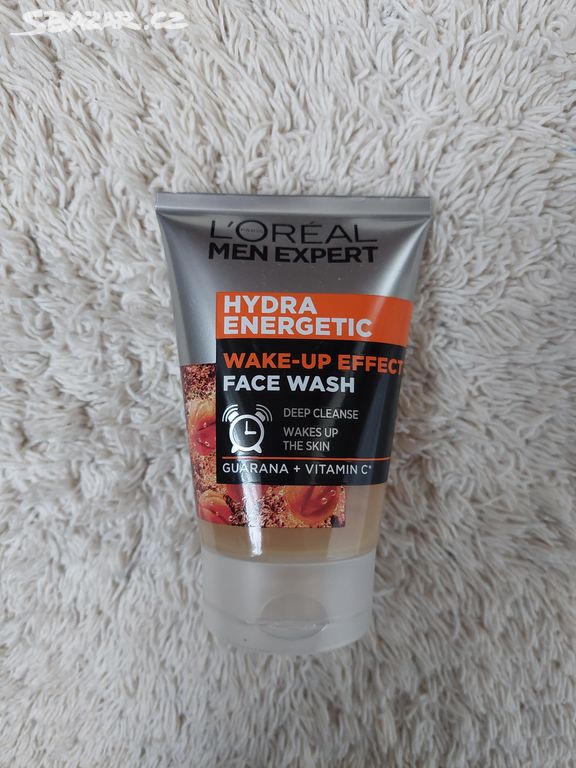 SBAZAR.CZ
L'ORÉAL
PARIS
MEN EXPERT
HYDRA
ENERGETIC
WAKE-UP EFFECT
FACE WASH
DEEP CLEANSE
WAKES UP
THE SKIN
GUARANA + VITAMIN C*